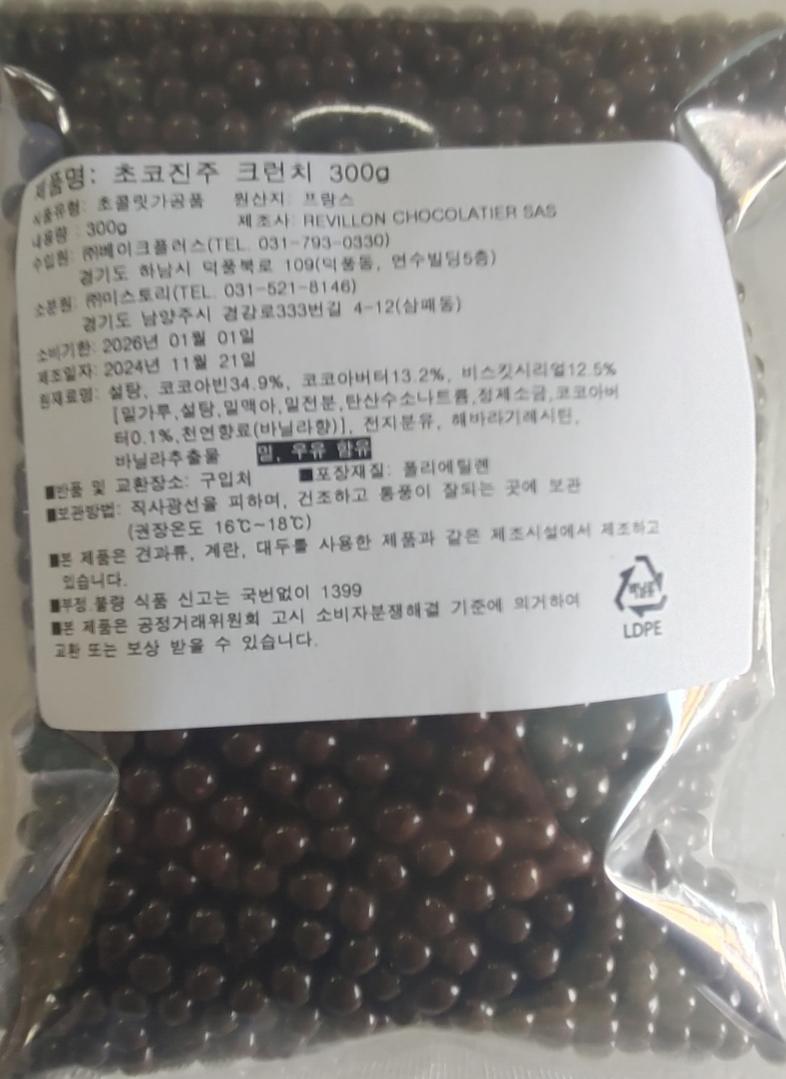 제품명: 초코진주 크런치 300g
식품유형: 초콜릿가공품 원산지: 프랑스
내용량 : 300g 제조사: REVILLON CHOCOLATIER SAS
수입원: ㈜베이크플러스(TEL. 031-793-0330)
경기도 하남시 덕풍북로 109(덕풍동, 연수빌딩5층)
소분원: ㈜미스토리(TEL. 031-521-8146)
경기도 남양주시 경강로333번길 4-12(삼패동)
소비기한: 2026년 01월 01일
제조일자: 2024년 11월 21일
원재료명: 설탕, 코코아빈34.9%, 코코아버터13.2%, 비스킷시리얼12.5%
[밀가루,설탕,밀맥아,밀전분,탄산수소나트륨,정제소금,코코아버
터0.1%,천연향료(바닐라향)], 전지분유, 해바라기레시틴,
바닐라추출물 밀, 우유 함유
■반품 및 교환장소: 구입처 ■포장재질: 폴리에틸렌
■보관방법: 직사광선을 피하며, 건조하고 통풍이 잘되는 곳에 보관
(권장온도 16℃~18℃)
■본 제품은 견과류, 계란, 대두를 사용한 제품과 같은 제조시설에서 제조하고
있습니다.
■부정.불량 식품 신고는 국번없이 1399
■본 제품은 공정거래위원회 고시 소비자분쟁해결 기준에 의거하여
교환 또는 보상 받을 수 있습니다.
비닐류
LDPE